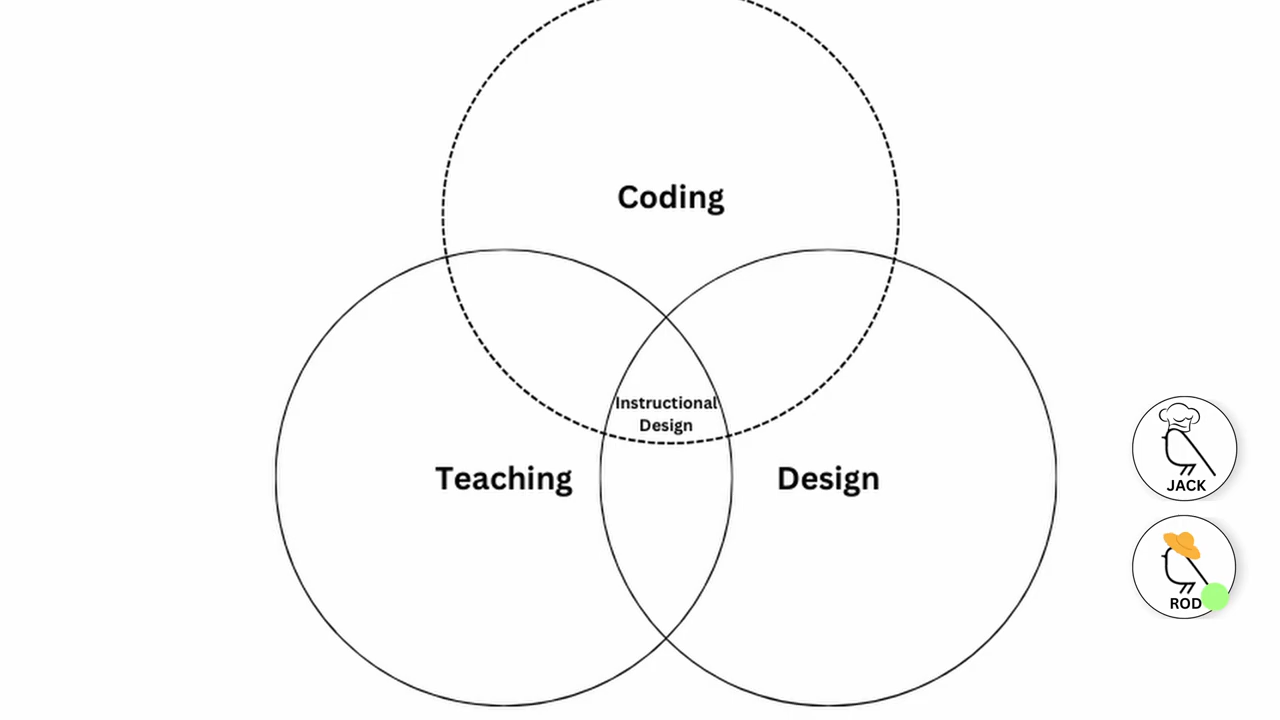 Coding
Instructional
Design
Teaching
Design
JACK
ROD